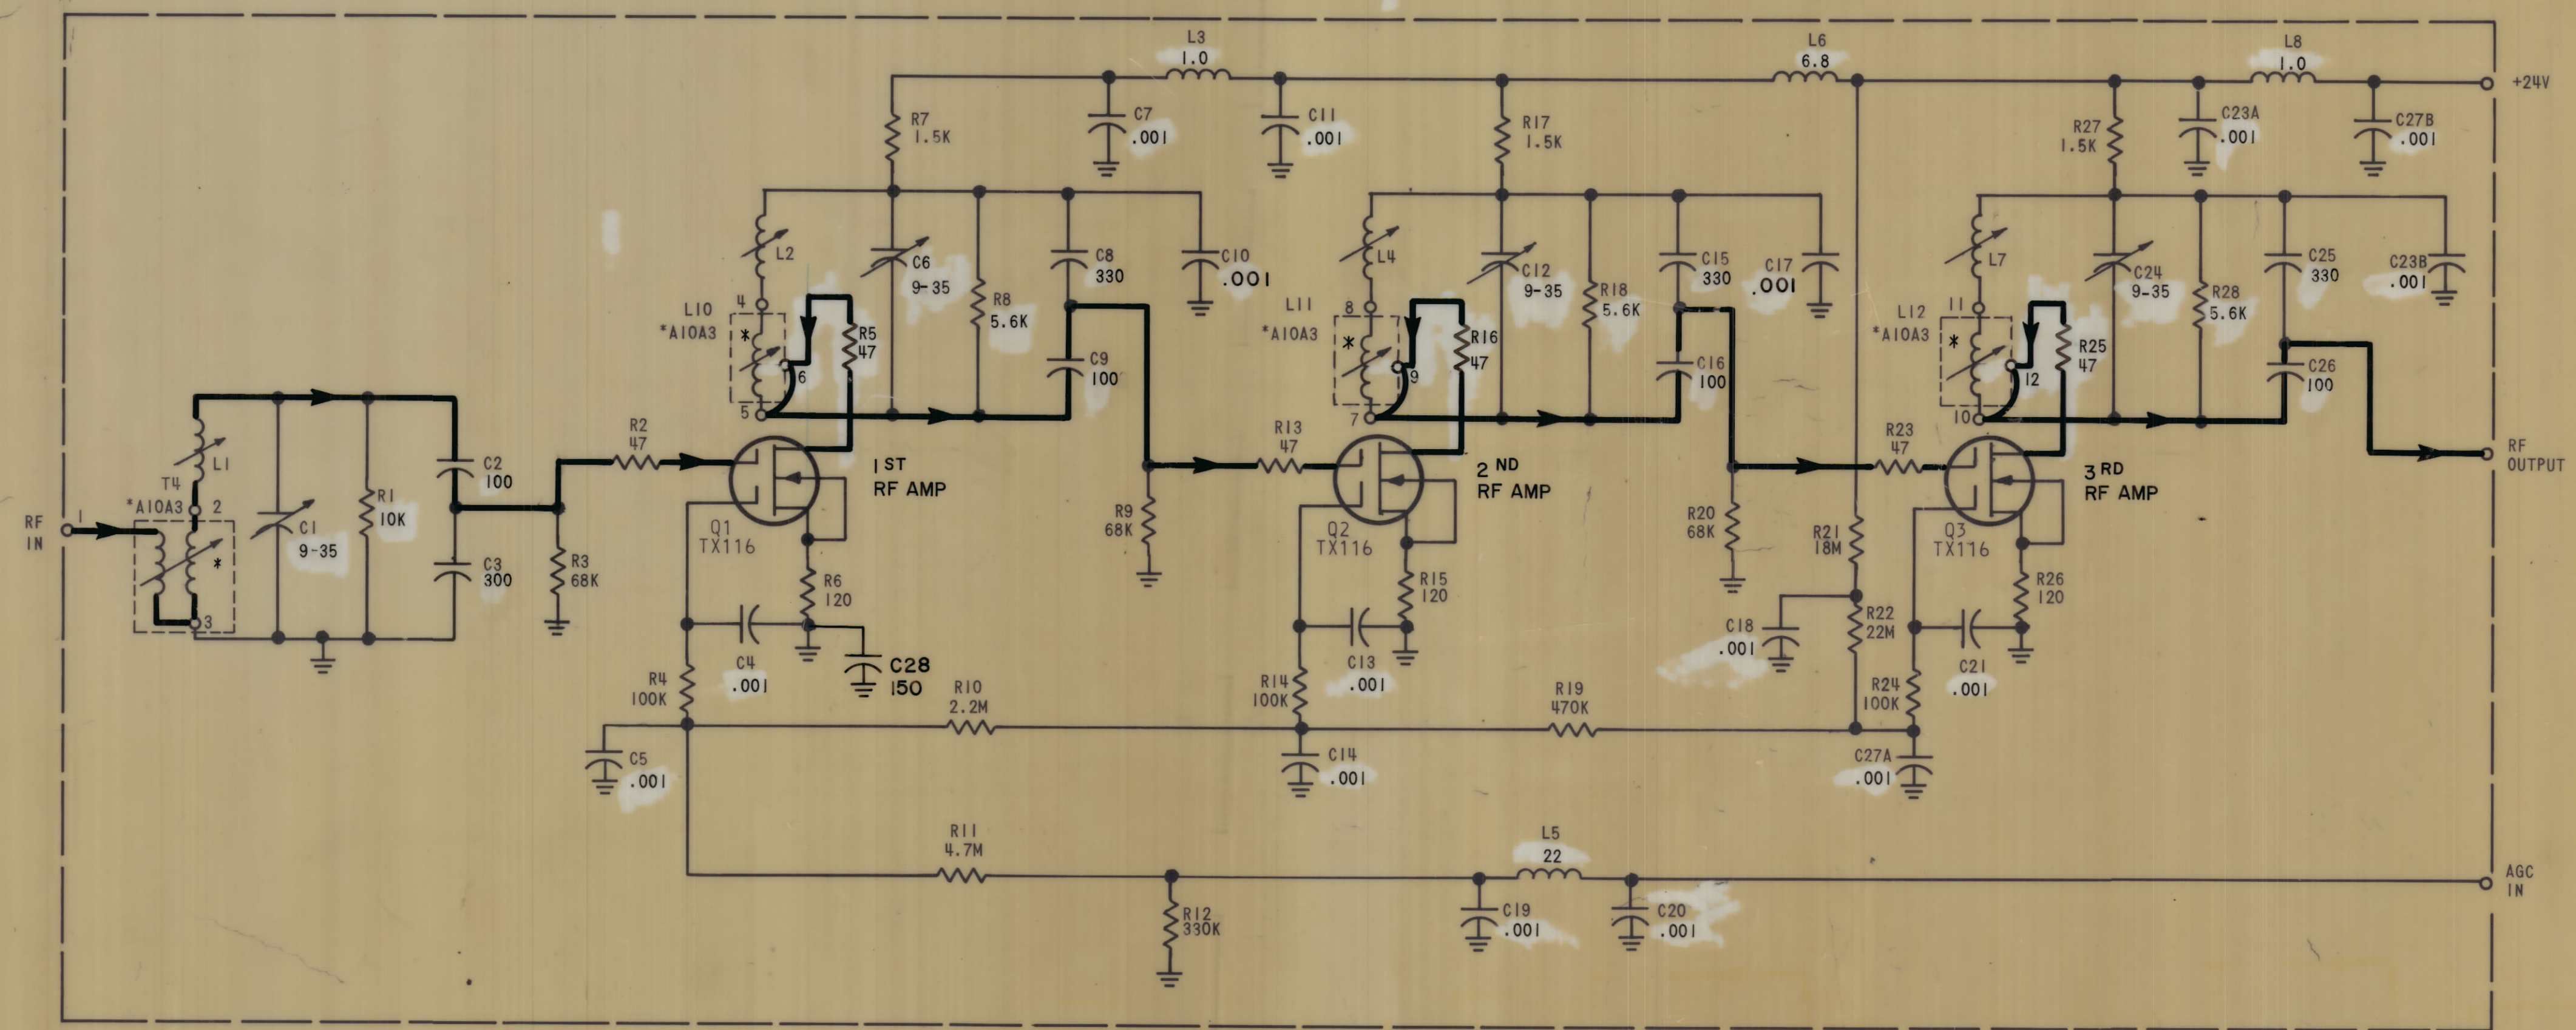 L3
1.0
L6
6.8
L8
1.0
+24V
R7
1.5K
C7
.001
C11
.001
R17
1.5K
R27
1.5K
C23A
.001
C27B
.001
L2
C6
9-35
R8
5.6K
C8
330
C10
.001
L4
C12
9-35
R18
5.6K
C15
330
C17
.001
L7
C24
9-35
R28
5.6K
C25
330
C23B
.001
L10
*A10A3
4
*
5
6
R5
47
C9
100
L11
*A10A3
8
*
7
9
R16
47
C16
100
L12
*A10A3
11
*
10
12
R25
47
C26
100
RF
IN
1
T4
*A10A3
L1
2
*
3
C1
9-35
R1
10K
C2
100
C3
300
R3
68K
R2
47
1ST
RF AMP
Q1
TX116
R6
120
C4
.001
C28
150
R4
100K
C5
.001
R9
68K
R13
47
2ND
RF AMP
Q2
TX116
R15
120
C13
.001
R14
100K
C14
.001
R10
2.2M
R19
470K
R20
68K
R23
47
R21
18M
R22
22M
C18
.001
3RD
RF AMP
Q3
TX116
R26
120
C21
.001
R24
100K
C27A
.001
RF
OUTPUT
R11
4.7M
R12
330K
L5
22
C19
.001
C20
.001
AGC
IN